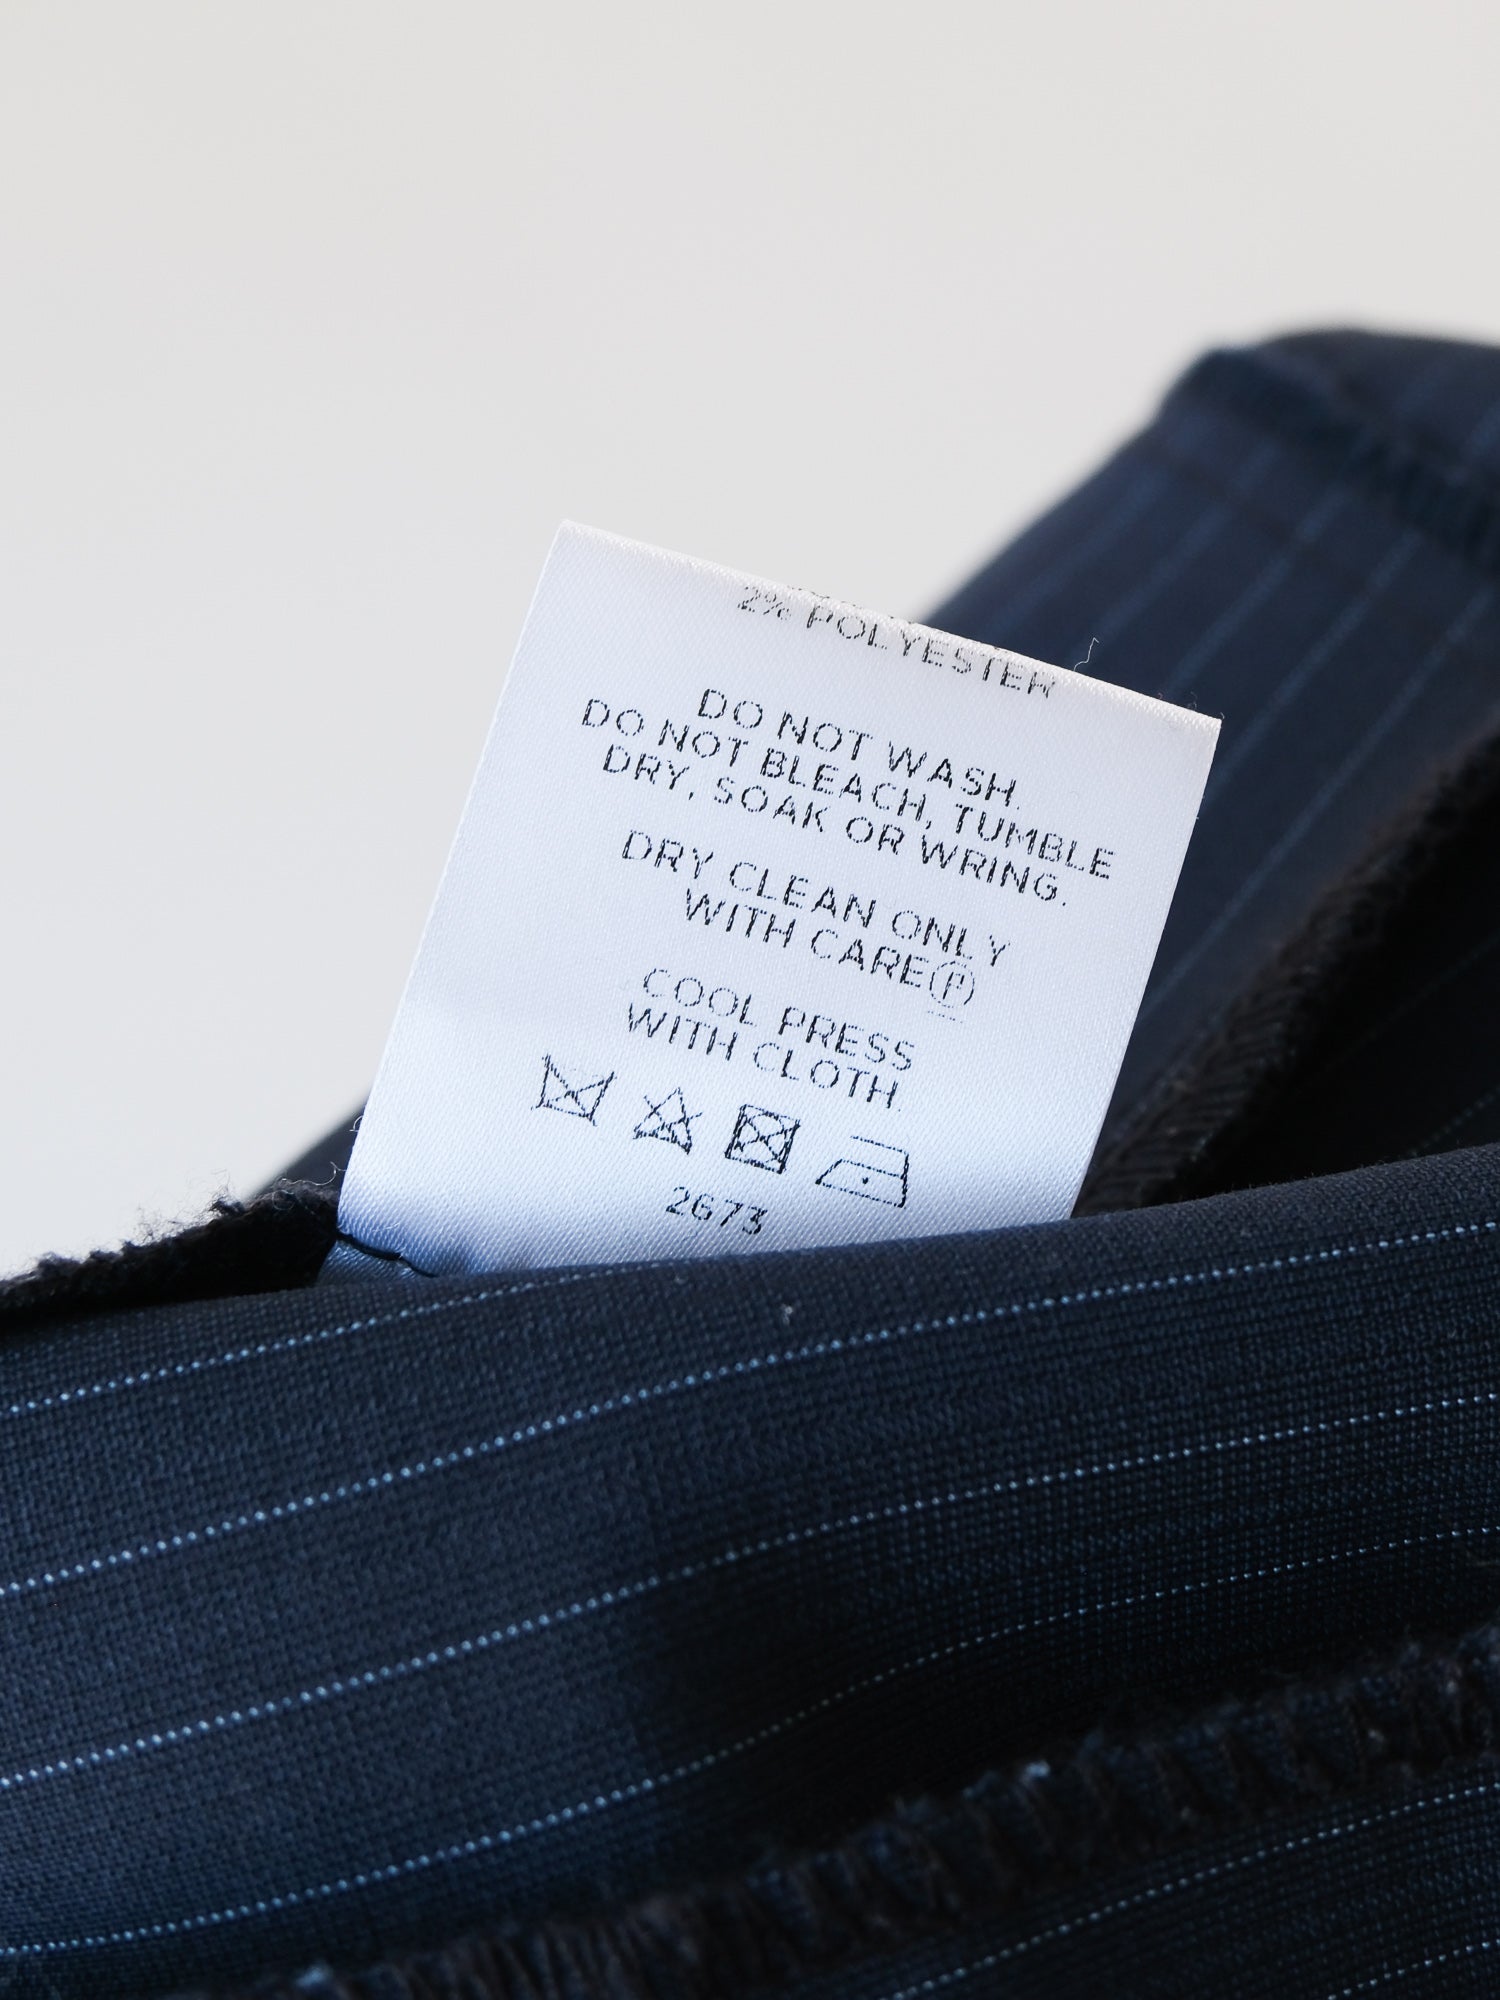 2% POLYESTER
DO NOT WASH.
DO NOT BLEACH, TUMBLE
DRY, SOAK OR WRING.
DRY CLEAN ONLY
WITH CARE Ⓟ
COOL PRESS
WITH CLOTH.
2673